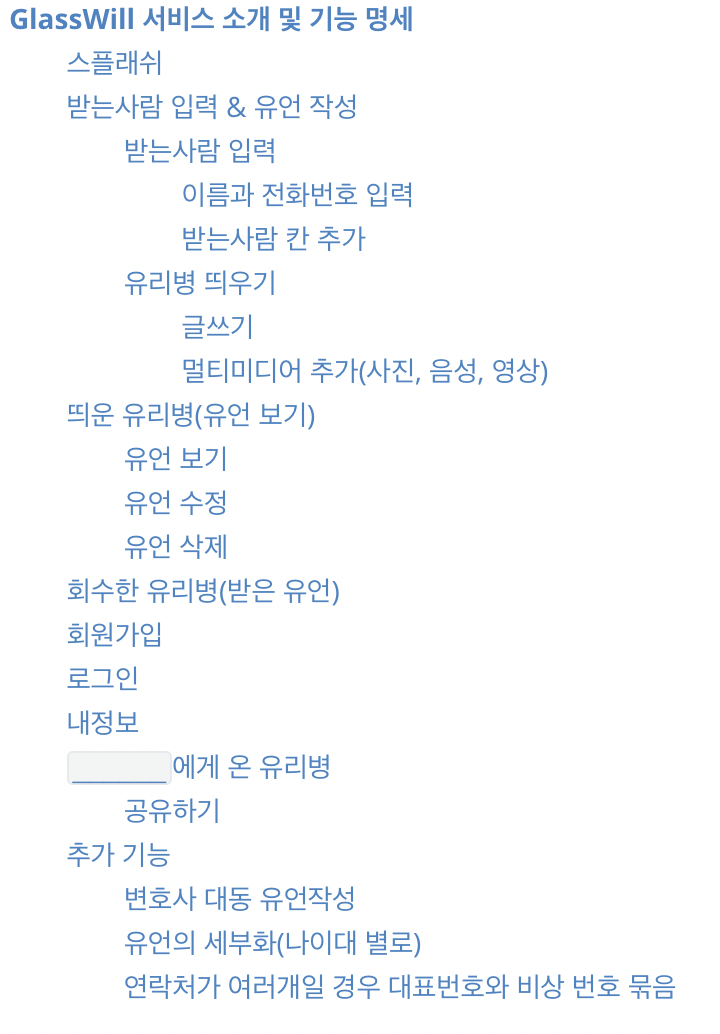 GlassWill 서비스 소개 및 기능 명세
스플래쉬
받는사람 입력 & 유언 작성
받는사람 입력
이름과 전화번호 입력
받는사람 칸 추가
유리병 띄우기
글쓰기
멀티미디어 추가(사진, 음성, 영상)
띄운 유리병(유언 보기)
유언 보기
유언 수정
유언 삭제
회수한 유리병(받은 유언)
회원가입
로그인
내정보
________에게 온 유리병
공유하기
추가 기능
변호사 대동 유언작성
유언의 세부화(나이대 별로)
연락처가 여러개일 경우 대표번호와 비상 번호 묶음